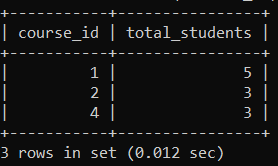 +-----------+----------------+
| course_id | total_students |
+-----------+----------------+
|         1 |              5 |
|         2 |              3 |
|         4 |              3 |
+-----------+----------------+
3 rows in set (0.012 sec)